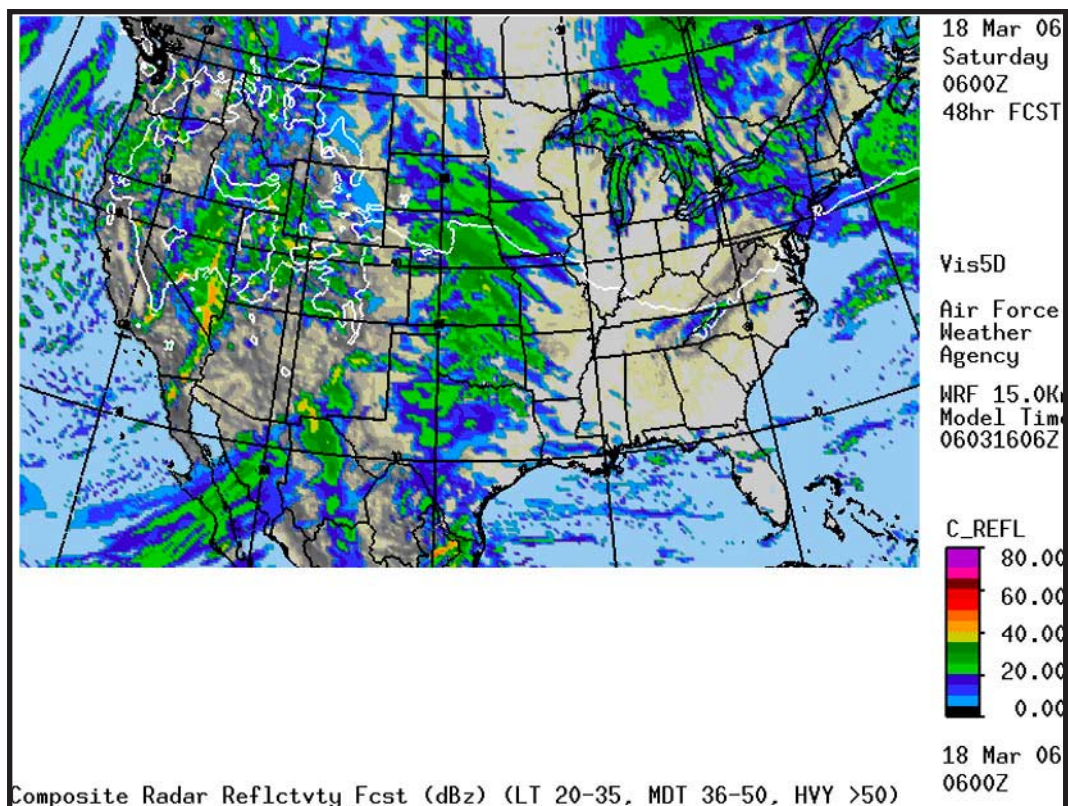 18 Mar 06
Saturday
0600Z
48hr FCST
Vis5D
Air Force
Weather
Agency
WRF 15.0K
Model Tim
06031606Z
C_REFL
80.00
60.00
40.00
20.00
0.00
18 Mar 06
0600Z
Composite Radar Reflctvty Fcst (dBz) (LT 20-35, MDT 36-50, HVY >50)